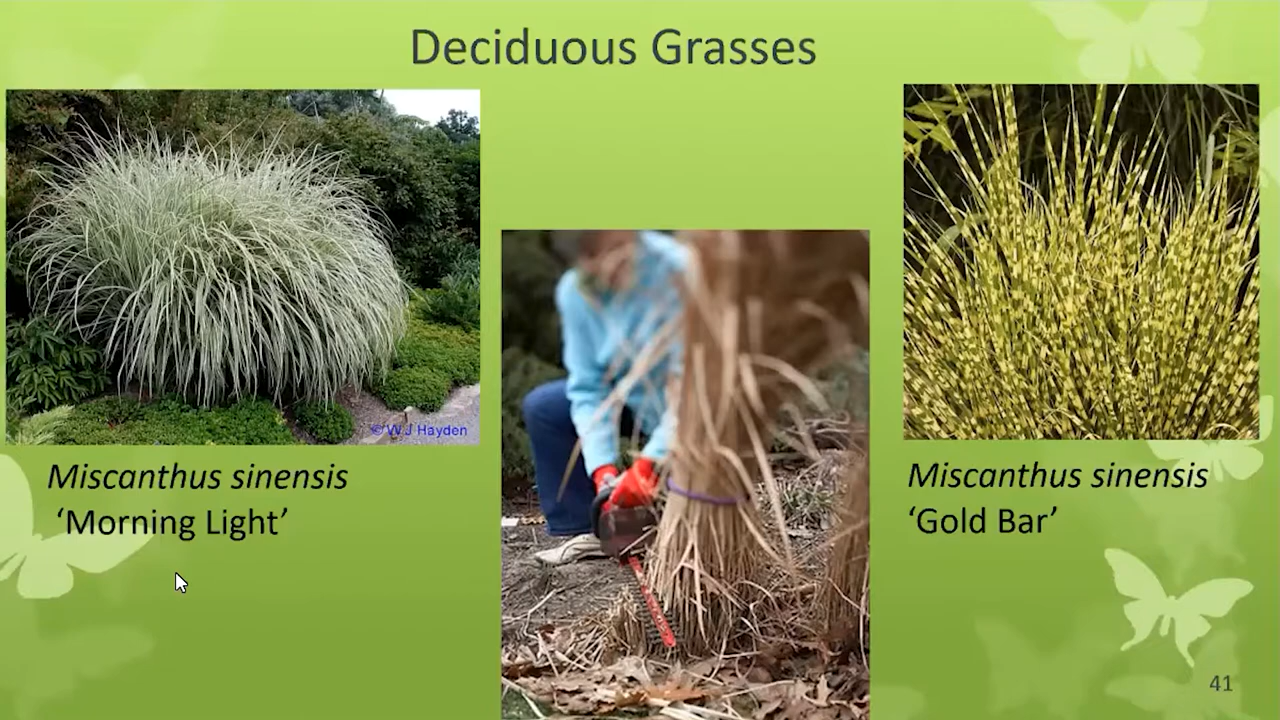 Deciduous Grasses
© W J Hayden
Miscanthus sinensis
‘Morning Light’
Miscanthus sinensis
‘Gold Bar’
41